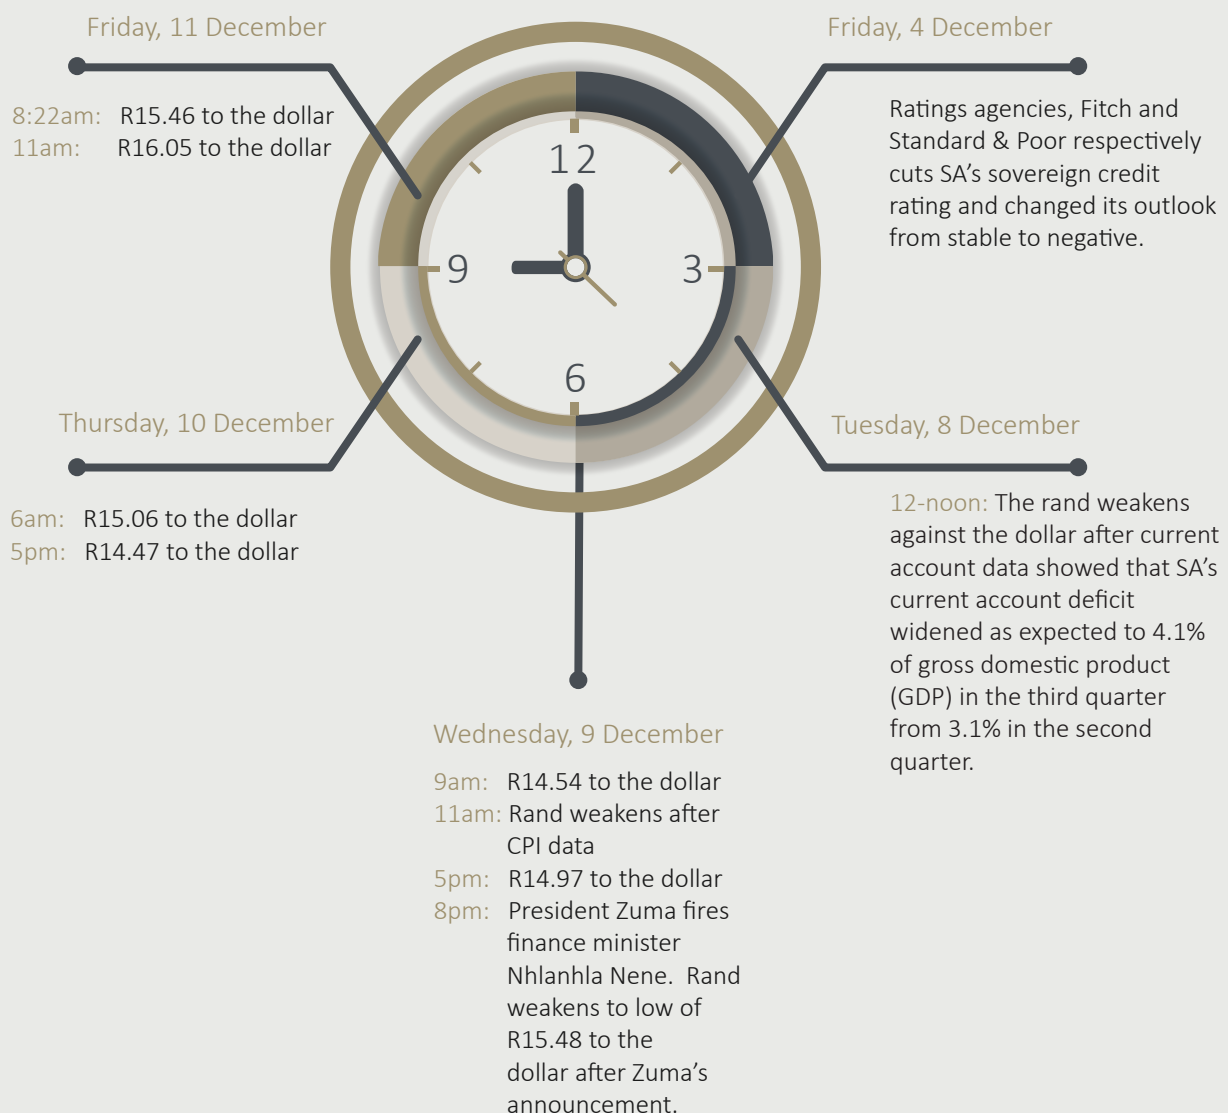 Friday, 11 December
8:22am: R15.46 to the dollar
11am: R16.05 to the dollar
Friday, 4 December
Ratings agencies, Fitch and
Standard & Poor respectively
cuts SA’s sovereign credit
rating and changed its outlook
from stable to negative.
12
9
3
6
Thursday, 10 December
6am: R15.06 to the dollar
5pm: R14.47 to the dollar
Tuesday, 8 December
12-noon: The rand weakens
against the dollar after current
account data showed that SA’s
current account deficit
widened as expected to 4.1%
of gross domestic product
(GDP) in the third quarter
from 3.1% in the second
quarter.
Wednesday, 9 December
9am: R14.54 to the dollar
11am: Rand weakens after
CPI data
5pm: R14.97 to the dollar
8pm: President Zuma fires
finance minister
Nhlanhla Nene. Rand
weakens to low of
R15.48 to the
dollar after Zuma’s
announcement.